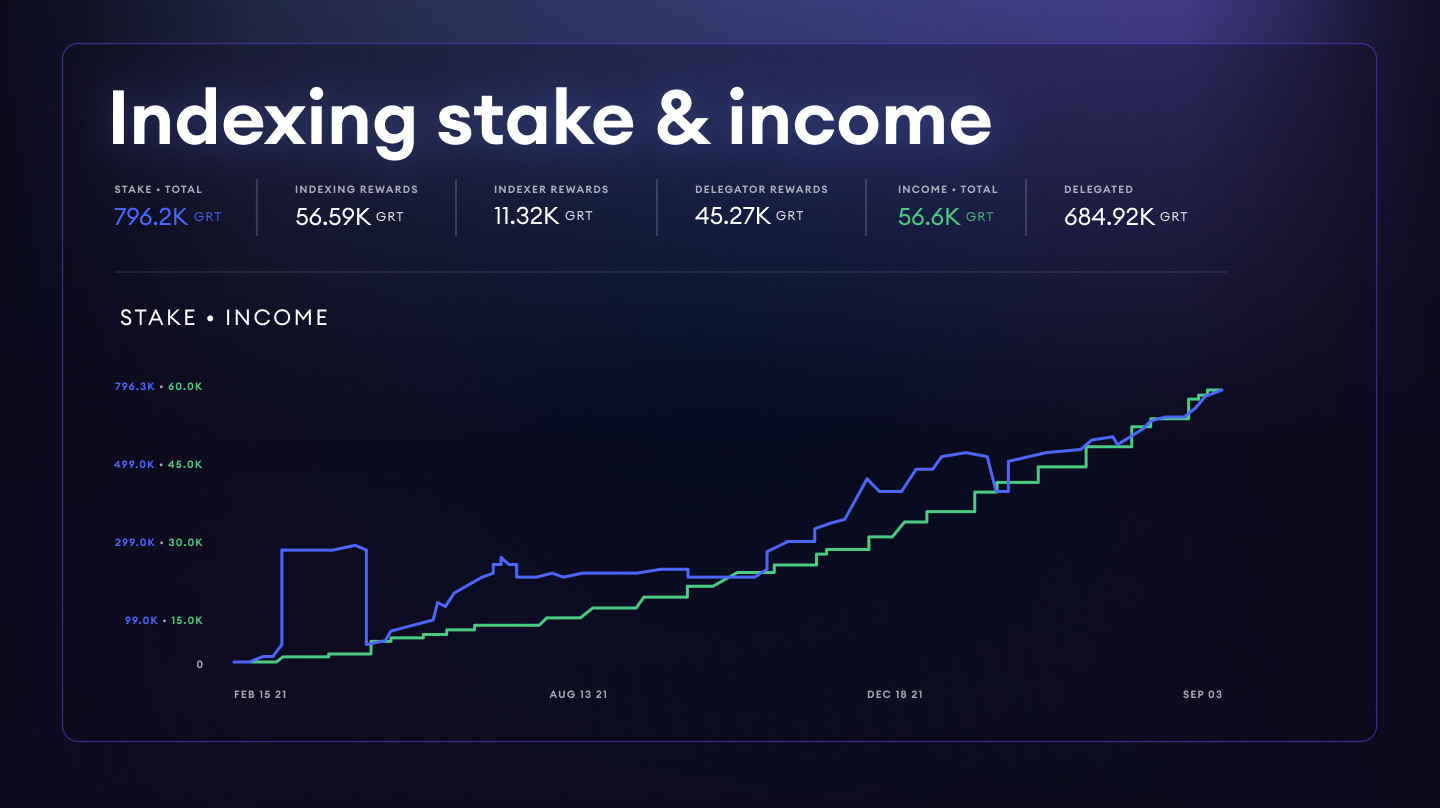 Indexing stake & income
STAKE • TOTAL
796.2K GRT
INDEXING REWARDS
56.59K GRT
INDEXER REWARDS
11.32K GRT
DELEGATOR REWARDS
45.27K GRT
INCOME • TOTAL
56.6K GRT
DELEGATED
684.92K GRT
STAKE • INCOME
796.3K • 60.0K
499.0K • 45.0K
299.0K • 30.0K
99.0K • 15.0K
0
FEB 15 21
AUG 13 21
DEC 18 21
SEP 03